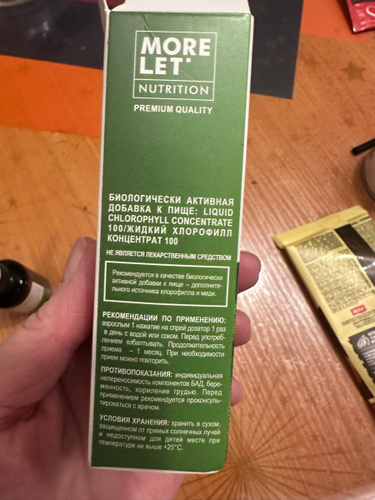 MORE
LET
NUTRITION
PREMIUM QUALITY
БИОЛОГИЧЕСКИ АКТИВНАЯ
ДОБАВКА К ПИЩЕ: LIQUID
CHLOROPHYLL CONCENTRATE
100/ЖИДКИЙ ХЛОРОФИЛЛ
КОНЦЕНТРАТ 100
НЕ ЯВЛЯЕТСЯ ЛЕКАРСТВЕННЫМ СРЕДСТВОМ
Рекомендуется в качестве биологически
активной добавки к пище – дополни-
тельного источника хлорофилла и меди.
РЕКОМЕНДАЦИИ ПО ПРИМЕНЕНИЮ:
взрослым 1 нажатие на спрей дозатор 1 раз
в день с водой или соком. Перед употреб-
лением взбалтывать. Продолжительность
приема – 1 месяц. При необходимости
прием можно повторить.
ПРОТИВОПОКАЗАНИЯ: индивидуальная
непереносимость компонентов БАД, бере-
менность, кормление грудью. Перед
применением рекомендуется проконсуль-
тироваться с врачом.
УСЛОВИЯ ХРАНЕНИЯ: хранить в сухом,
защищенном от прямых солнечных лучей
и недоступном для детей месте при
температуре не выше +25°C.